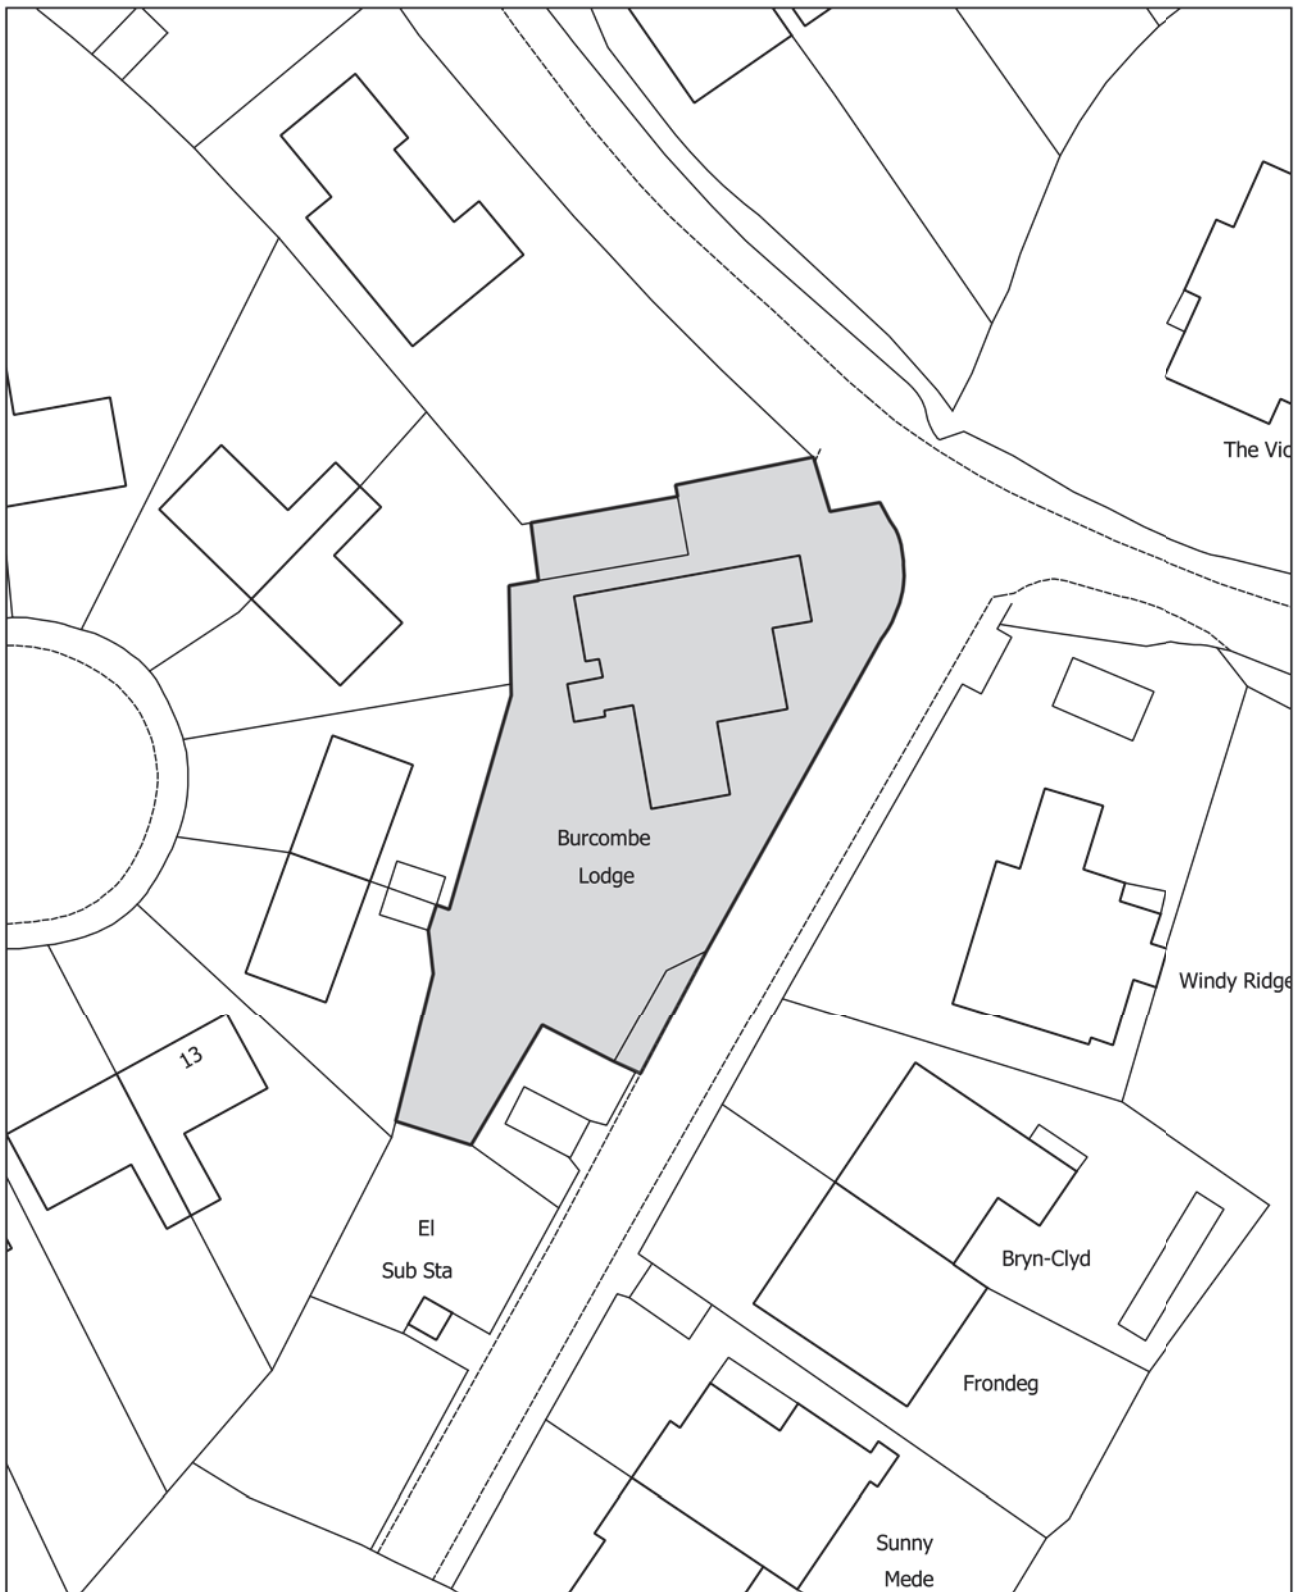 The Vic
Burcombe
Lodge
Windy Ridge
13
El
Sub Sta
Bryn-Clyd
Frondeg
Sunny
Mede